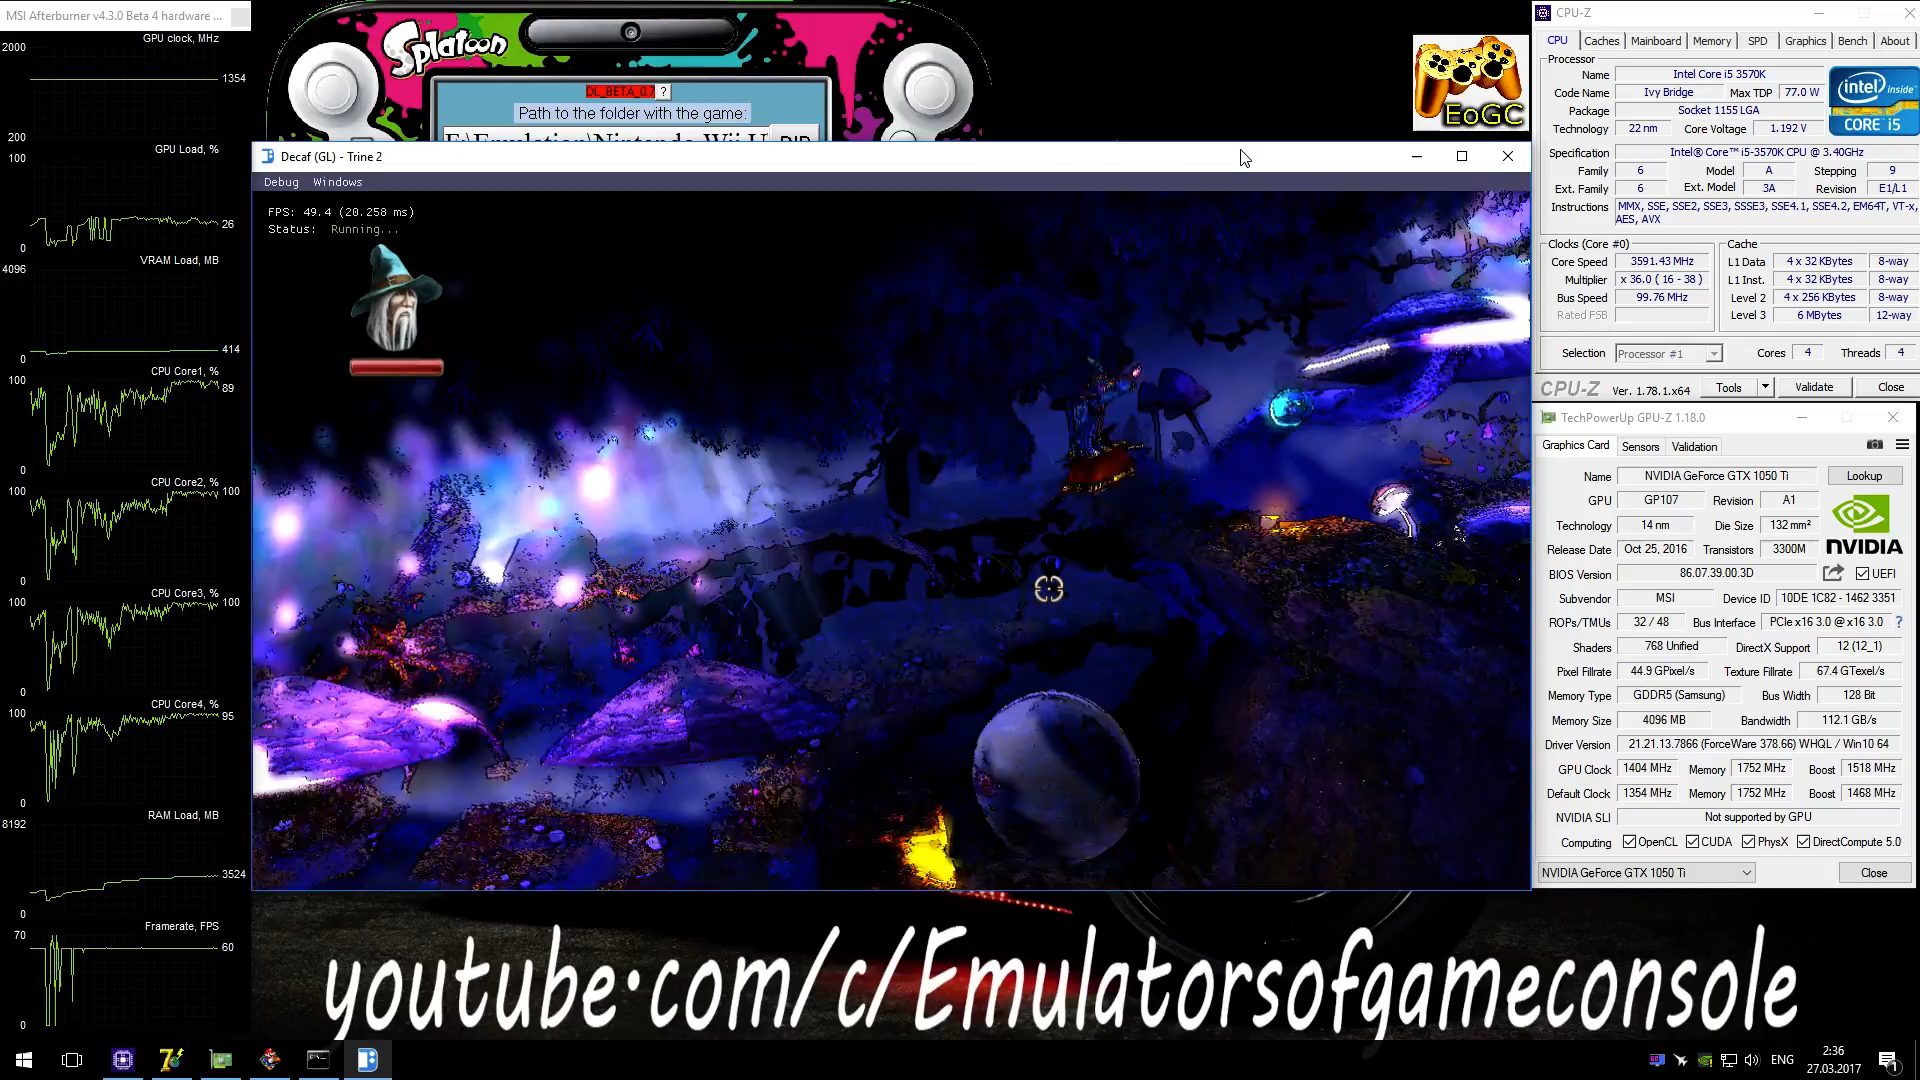 MSI Afterburner v4.3.0 Beta 4 hardware ...
GPU clock, MHz
2000
1354
200
GPU Load, %
100
26
0
VRAM Load, MB
4096
414
0
CPU Core1, %
100
89
0
CPU Core2, %
100
100
0
CPU Core3, %
100
100
0
CPU Core4, %
100
95
0
RAM Load, MB
8192
3524
0
Framerate, FPS
70
60
0
Splatoon
DL_BETA_0.7 ?
Path to the folder with the game:
E:\Emulation\Nintendo Wii U DIR
EoGC
Decaf (GL) - Trine 2
Debug Windows
FPS: 49.4 (20.258 ms)
Status: Running...
CPU-Z
CPU Caches Mainboard Memory SPD Graphics Bench About
Processor
Name Intel Core i5 3570K
Code Name Ivy Bridge Max TDP 77.0 W
Package Socket 1155 LGA
Technology 22 nm Core Voltage 1.192 V
intel inside
CORE i5
Specification Intel® Core™ i5-3570K CPU @ 3.40GHz
Family 6 Model A Stepping 9
Ext. Family 6 Ext. Model 3A Revision E1/L1
Instructions MMX, SSE, SSE2, SSE3, SSSE3, SSE4.1, SSE4.2, EM64T, VT-x,
AES, AVX
Clocks (Core #0) Cache
Core Speed 3591.43 MHz L1 Data 4 x 32 KBytes 8-way
Multiplier x 36.0 ( 16 - 38 ) L1 Inst. 4 x 32 KBytes 8-way
Bus Speed 99.76 MHz Level 2 4 x 256 KBytes 8-way
Rated FSB Level 3 6 MBytes 12-way
Selection Processor #1 Cores 4 Threads 4
CPU-Z Ver. 1.78.1.x64 Tools Validate Close
TechPowerUp GPU-Z 1.18.0
Graphics Card Sensors Validation
Name NVIDIA GeForce GTX 1050 Ti Lookup
GPU GP107 Revision A1
Technology 14 nm Die Size 132 mm²
Release Date Oct 25, 2016 Transistors 3300M
NVIDIA
BIOS Version 86.07.39.00.3D UEFI
Subvendor MSI Device ID 10DE 1C82 - 1462 3351
ROPs/TMUs 32 / 48 Bus Interface PCIe x16 3.0 @ x16 3.0 ?
Shaders 768 Unified DirectX Support 12 (12_1)
Pixel Fillrate 44.9 GPixel/s Texture Fillrate 67.4 GTexel/s
Memory Type GDDR5 (Samsung) Bus Width 128 Bit
Memory Size 4096 MB Bandwidth 112.1 GB/s
Driver Version 21.21.13.7866 (ForceWare 378.66) WHQL / Win10 64
GPU Clock 1404 MHz Memory 1752 MHz Boost 1518 MHz
Default Clock 1354 MHz Memory 1752 MHz Boost 1468 MHz
NVIDIA SLI Not supported by GPU
Computing OpenCL CUDA PhysX DirectCompute 5.0
NVIDIA GeForce GTX 1050 Ti Close
youtube.com/c/Emulatorsofgameconsole
ENG
2:36
27.03.2017
1